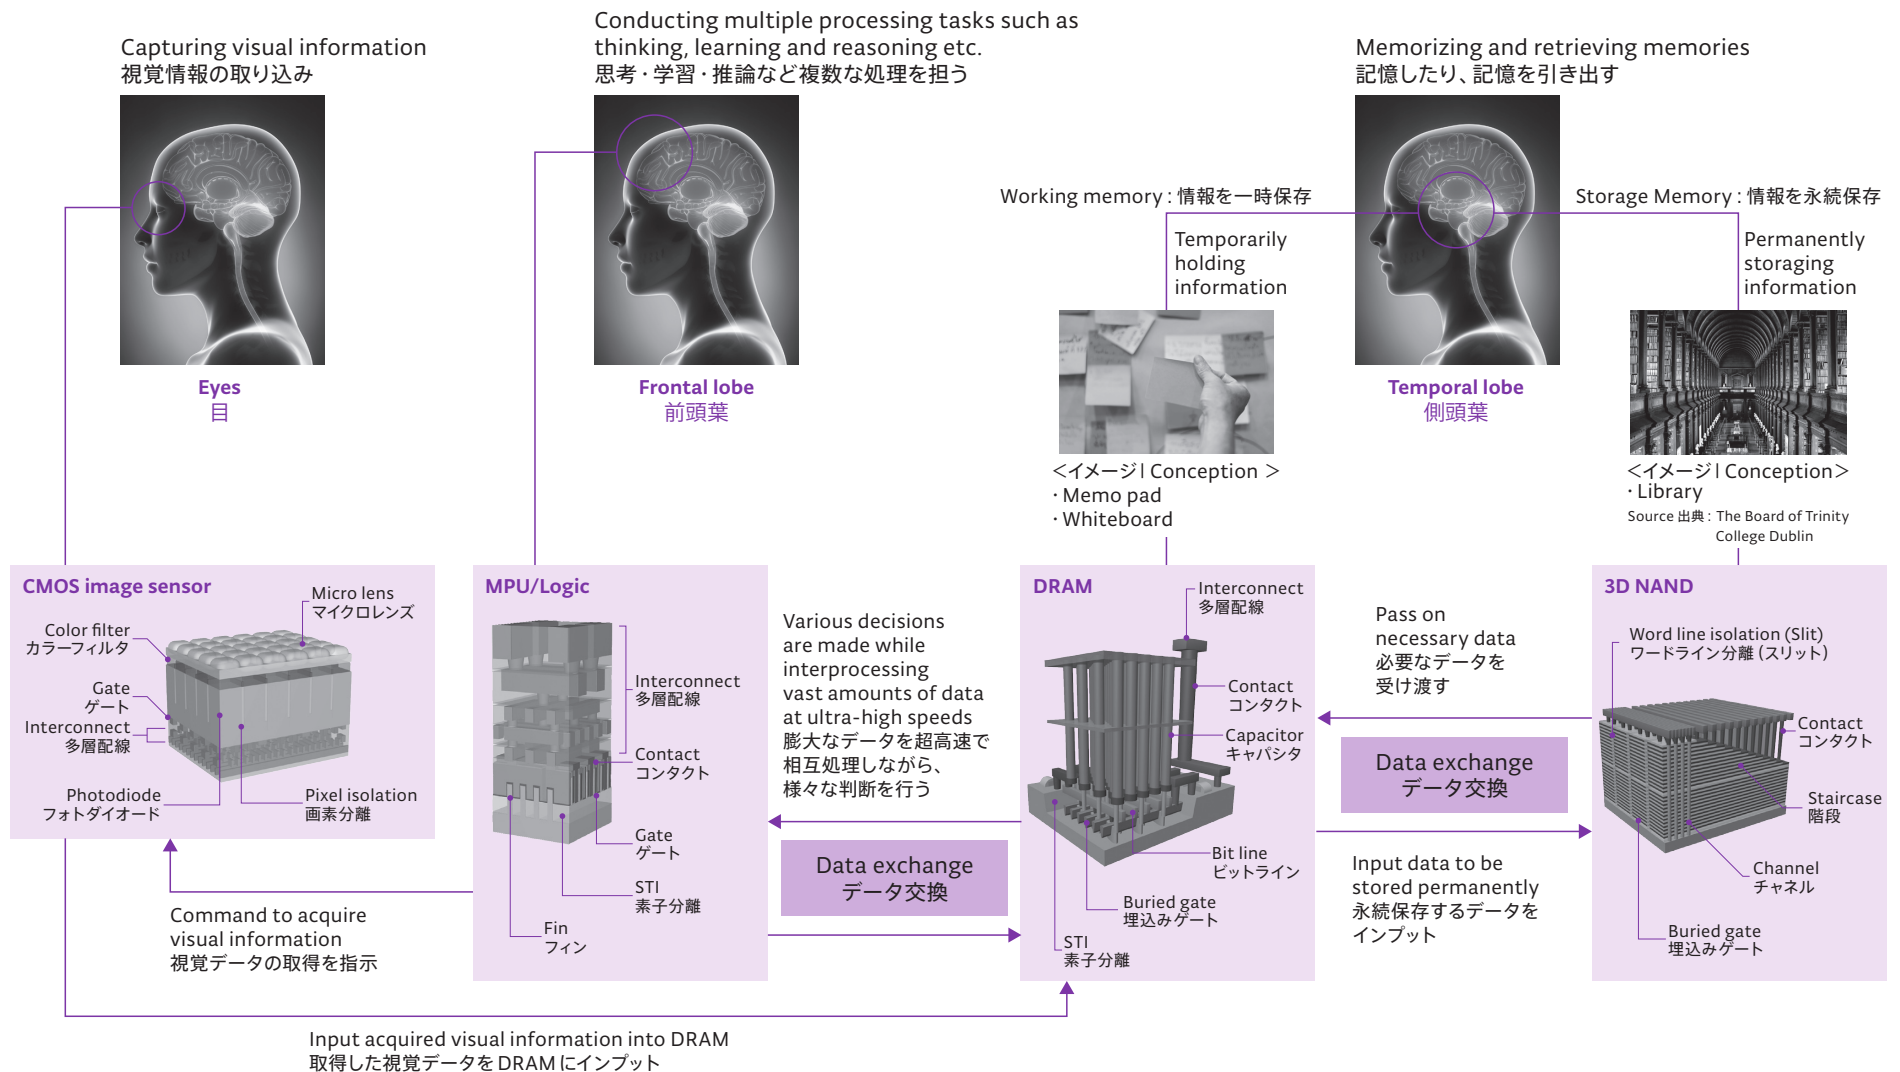 Capturing visual information
視覚情報の取り込み
Eyes
目
Conducting multiple processing tasks such as
thinking, learning and reasoning etc.
思考・学習・推論など複数な処理を担う
Frontal lobe
前頭葉
Memorizing and retrieving memories
記憶したり、記憶を引き出す
Temporal lobe
側頭葉
Working memory : 情報を一時保存
Temporarily
holding
information
<イメージ | Conception >
・Memo pad
・Whiteboard
Storage Memory : 情報を永続保存
Permanently
storaging
information
<イメージ | Conception>
・Library
Source 出典 : The Board of Trinity
College Dublin
CMOS image sensor
Micro lens
マイクロレンズ
Color filter
カラーフィルタ
Gate
ゲート
Interconnect
多層配線
Photodiode
フォトダイオード
Pixel isolation
画素分離
MPU/Logic
Interconnect
多層配線
Contact
コンタクト
Gate
ゲート
STI
素子分離
Fin
フィン
Various decisions
are made while
interprocessing
vast amounts of data
at ultra-high speeds
膨大なデータを超高速で
相互処理しながら、
様々な判断を行う
Data exchange
データ交換
DRAM
Interconnect
多層配線
Contact
コンタクト
Capacitor
キャパシタ
Bit line
ビットライン
Buried gate
埋込みゲート
STI
素子分離
Pass on
necessary data
必要なデータを
受け渡す
Data exchange
データ交換
Input data to be
stored permanently
永続保存するデータを
インプット
3D NAND
Word line isolation (Slit)
ワードライン分離 (スリット)
Contact
コンタクト
Staircase
階段
Channel
チャネル
Buried gate
埋込みゲート
Command to acquire
visual information
視覚データの取得を指示
Input acquired visual information into DRAM
取得した視覚データをDRAMにインプット